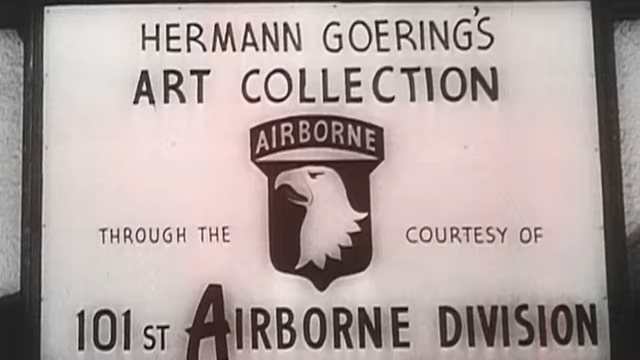 HERMANN GOERING'S
ART COLLECTION
AIRBORNE
THROUGH THE COURTESY OF
101ST AIRBORNE DIVISION